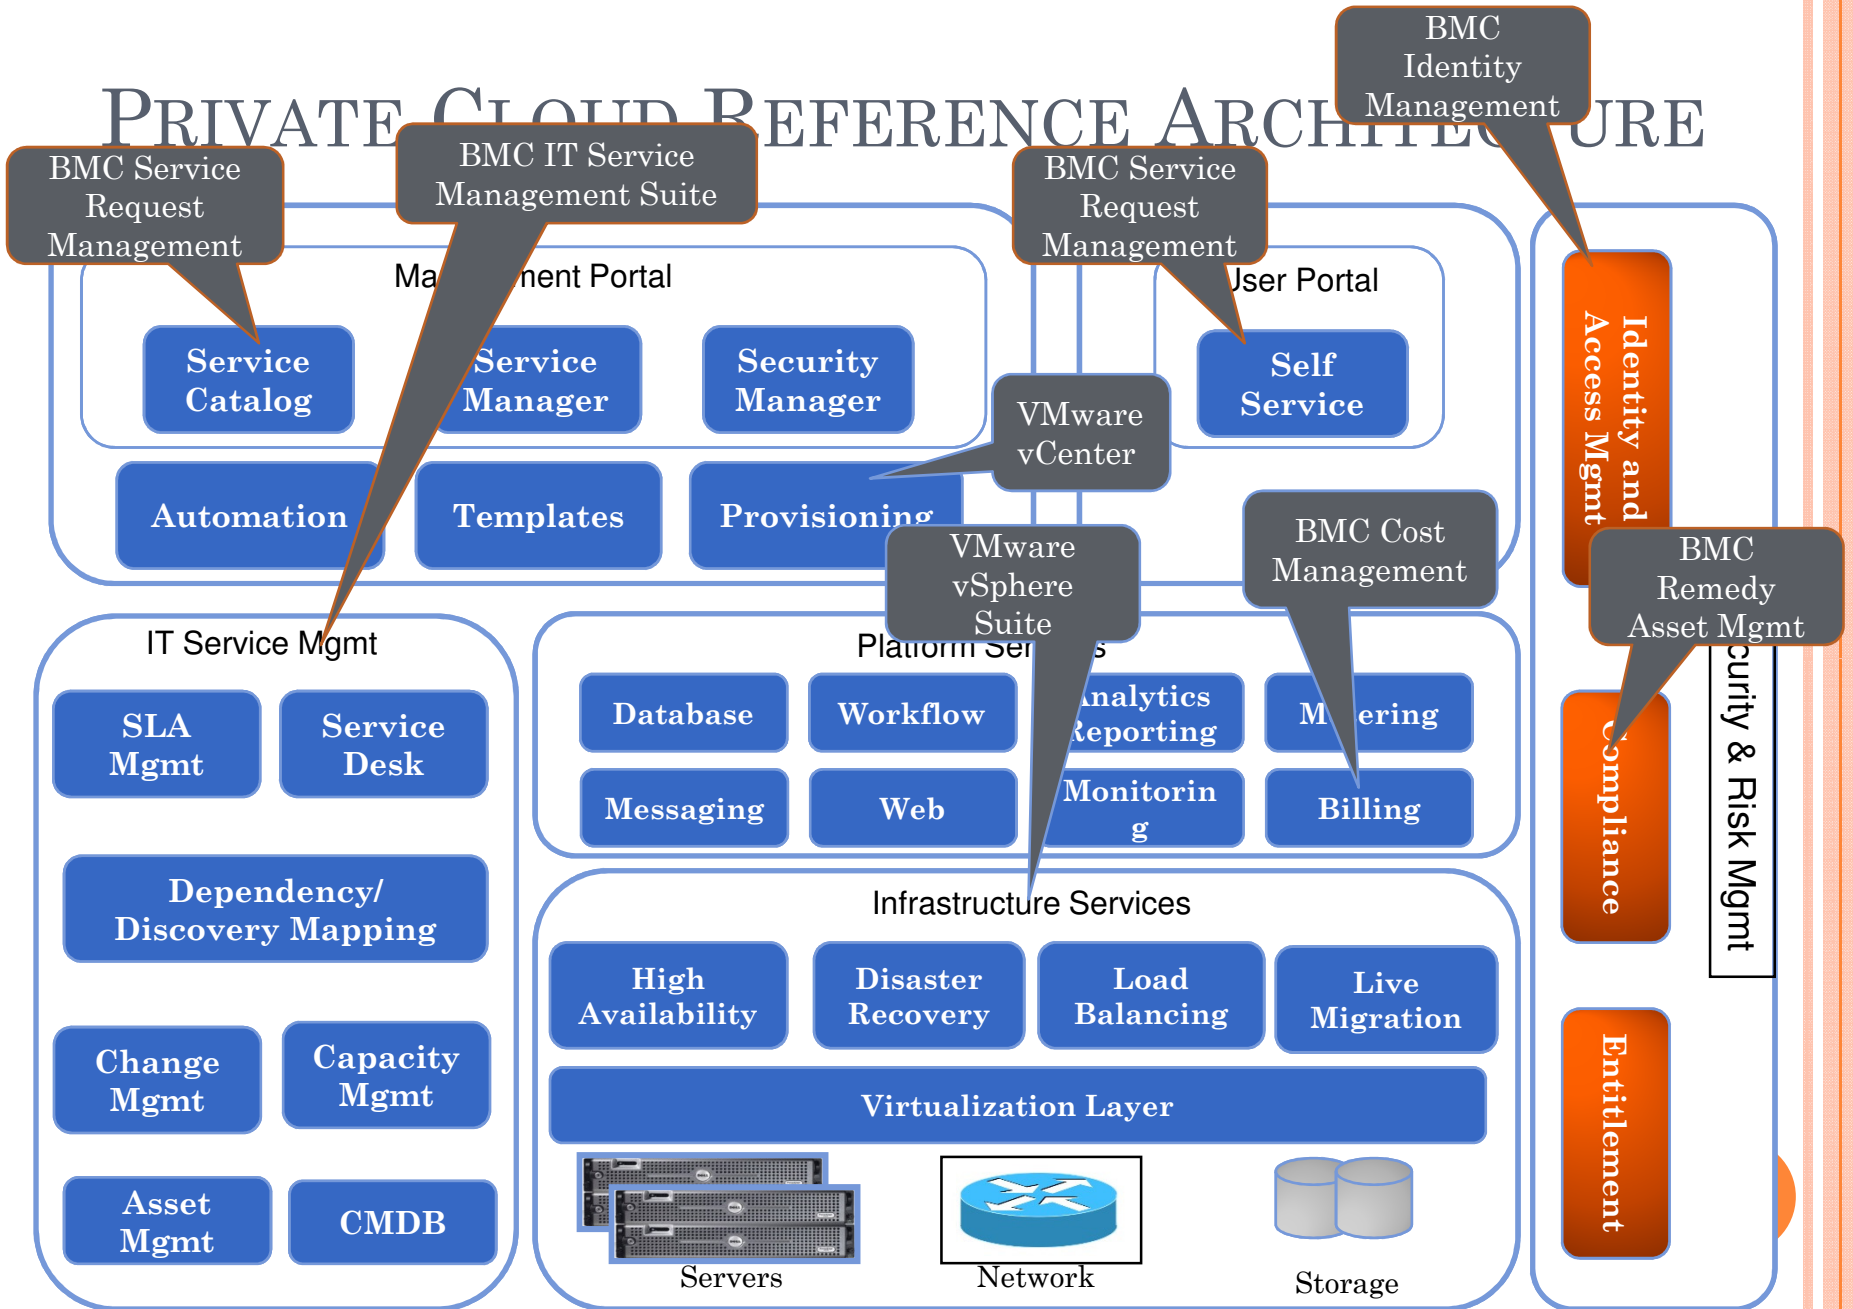 PRIVATE CLOUD REFERENCE ARCHITECTURE
BMC
Identity
Management
BMC Service
Request
Management
BMC IT Service
Management Suite
BMC Service
Request
Management
Management Portal
User Portal
Service
Catalog
Service
Manager
Security
Manager
Self
Service
VMware
vCenter
Automation
Templates
Provisioning
VMware
vSphere
Suite
BMC Cost
Management
Identity and
Access Mgmt
BMC
Remedy
Asset Mgmt
IT Service Mgmt
SLA
Mgmt
Service
Desk
Dependency/
Discovery Mapping
Change
Mgmt
Capacity
Mgmt
Asset
Mgmt
CMDB
Platform Services
Database
Workflow
Analytics
Reporting
Metering
Messaging
Web
Monitorin
g
Billing
Infrastructure Services
High
Availability
Disaster
Recovery
Load
Balancing
Live
Migration
Virtualization Layer
Servers
Network
Storage
Compliance
Entitlement
curity & Risk Mgmt